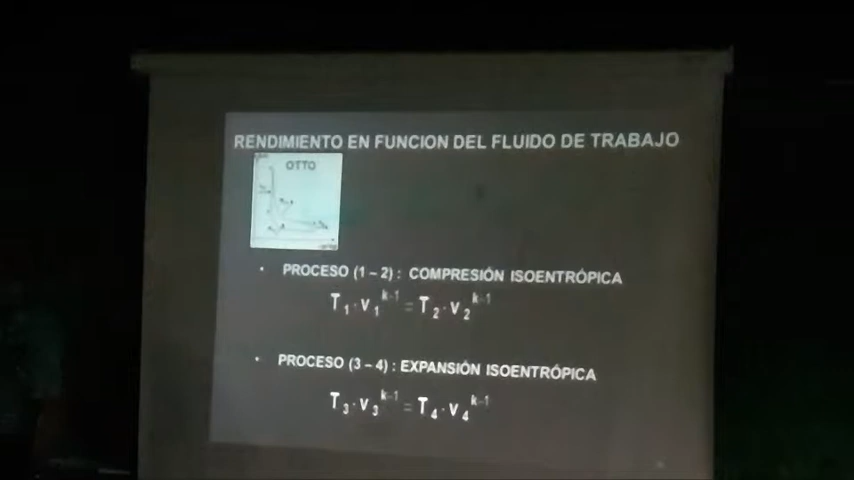 RENDIMIENTO EN FUNCION DEL FLUIDO DE TRABAJO
OTTO
• PROCESO (1 – 2) : COMPRESIÓN ISOENTRÓPICA
T₁·v₁ᵏ⁻¹ = T₂·v₂ᵏ⁻¹
• PROCESO (3 – 4) : EXPANSIÓN ISOENTRÓPICA
T₃·v₃ᵏ⁻¹ = T₄·v₄ᵏ⁻¹